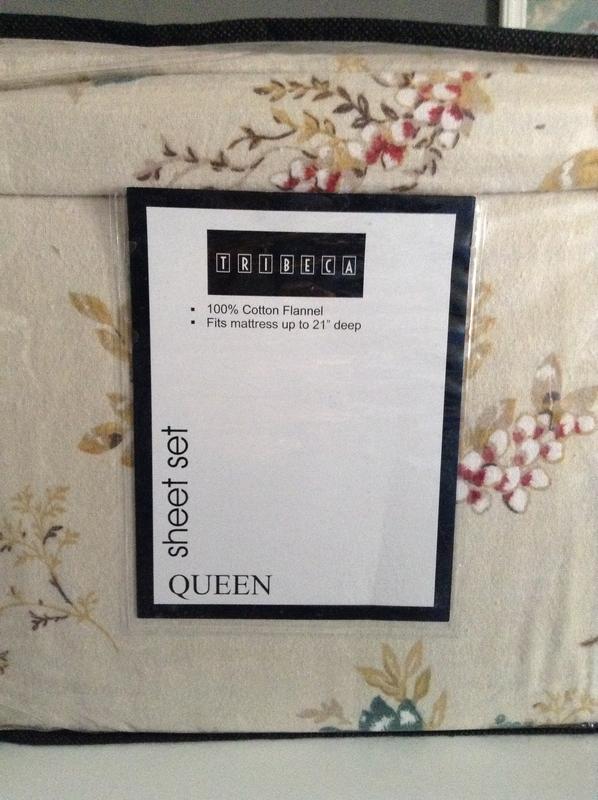 TRIBECA
▪ 100% Cotton Flannel
▪ Fits mattress up to 21" deep
sheet set
QUEEN